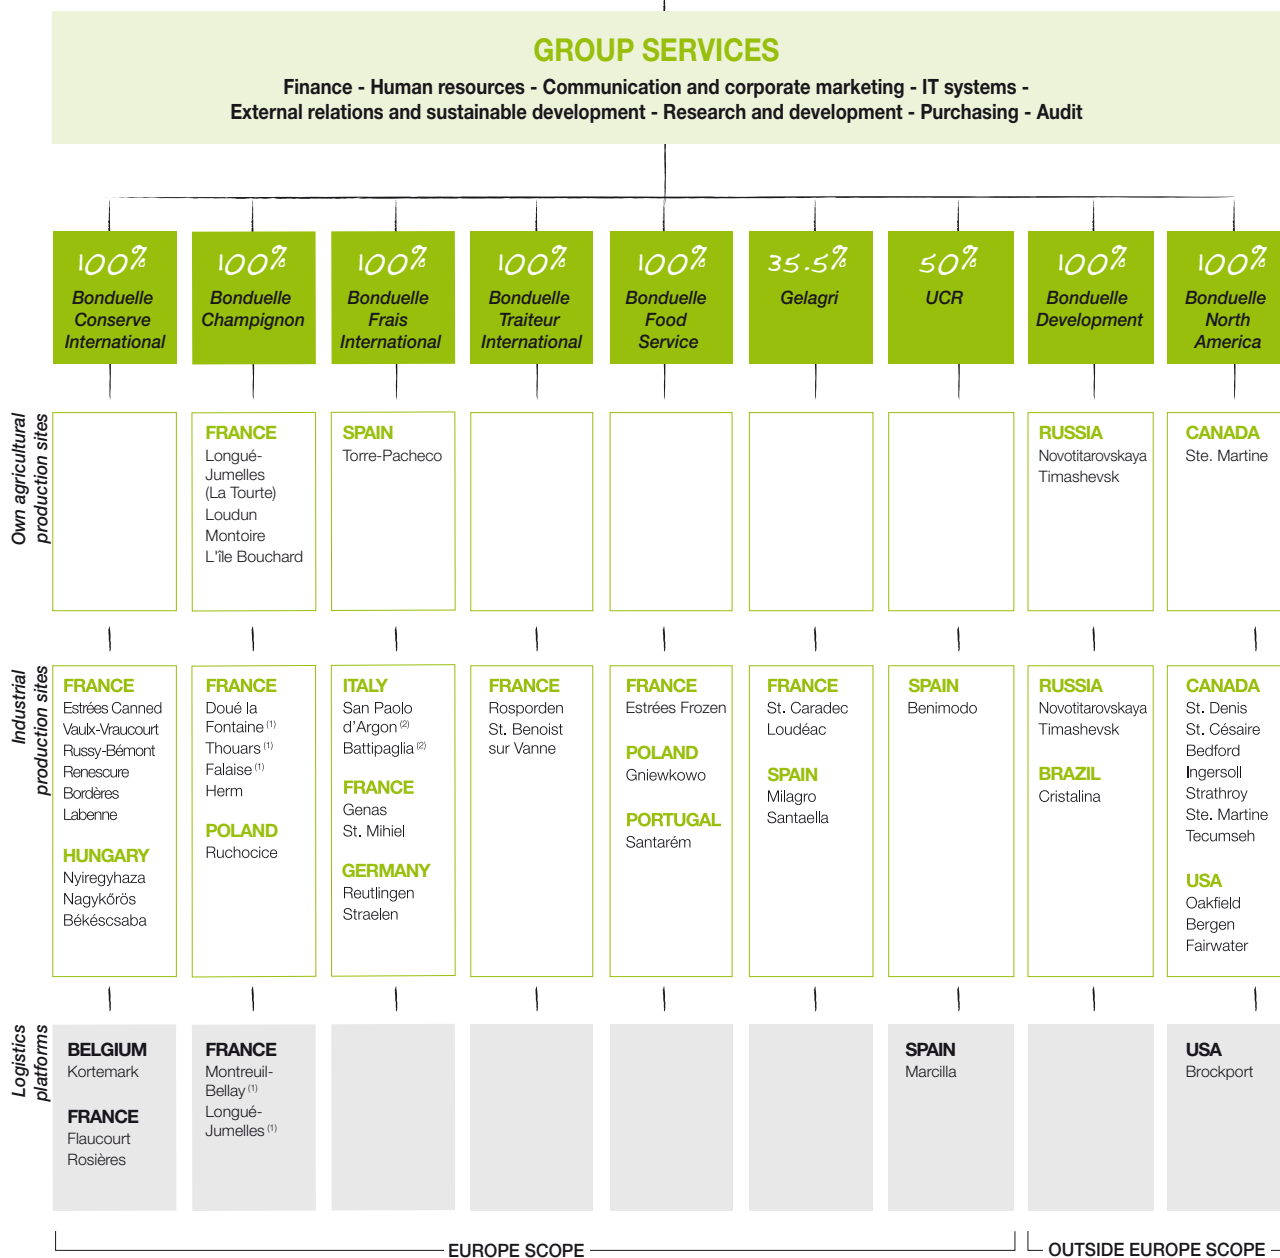 GROUP SERVICES
Finance - Human resources - Communication and corporate marketing - IT systems -
External relations and sustainable development - Research and development - Purchasing - Audit
100%
Bonduelle
Conserve
International
100%
Bonduelle
Champignon
100%
Bonduelle
Frais
International
100%
Bonduelle
Traiteur
International
100%
Bonduelle
Food
Service
35.5%
Gelagri
50%
UCR
100%
Bonduelle
Development
100%
Bonduelle
North
America
Own agricultural
production sites
FRANCE
Longué-
Jumelles
(La Tourte)
Loudun
Montoire
L'île Bouchard
SPAIN
Torre-Pacheco
RUSSIA
Novotitarovskaya
Timashevsk
CANADA
Ste. Martine
Industrial
production sites
FRANCE
Estrées Canned
Vaulx-Vraucourt
Russy-Bémont
Renescure
Bordères
Labenne
HUNGARY
Nyiregyhaza
Nagykőrös
Békéscsaba
FRANCE
Doué la
Fontaine (1)
Thouars (1)
Falaise (1)
Herm
POLAND
Ruchocice
ITALY
San Paolo
d'Argon (2)
Battipaglia (2)
FRANCE
Genas
St. Mihiel
GERMANY
Reutlingen
Straelen
FRANCE
Rosporden
St. Benoist
sur Vanne
FRANCE
Estrées Frozen
POLAND
Gniewkowo
PORTUGAL
Santarém
FRANCE
St. Caradec
Loudéac
SPAIN
Milagro
Santaella
SPAIN
Benimodo
RUSSIA
Novotitarovskaya
Timashevsk
BRAZIL
Cristalina
CANADA
St. Denis
St. Césaire
Bedford
Ingersoll
Strathroy
Ste. Martine
Tecumseh
USA
Oakfield
Bergen
Fairwater
Logistics
platforms
BELGIUM
Kortemark
FRANCE
Flaucourt
Rosières
FRANCE
Montreuil-
Bellay (1)
Longué-
Jumelles (1)
SPAIN
Marcilla
USA
Brockport
EUROPE SCOPE
OUTSIDE EUROPE SCOPE